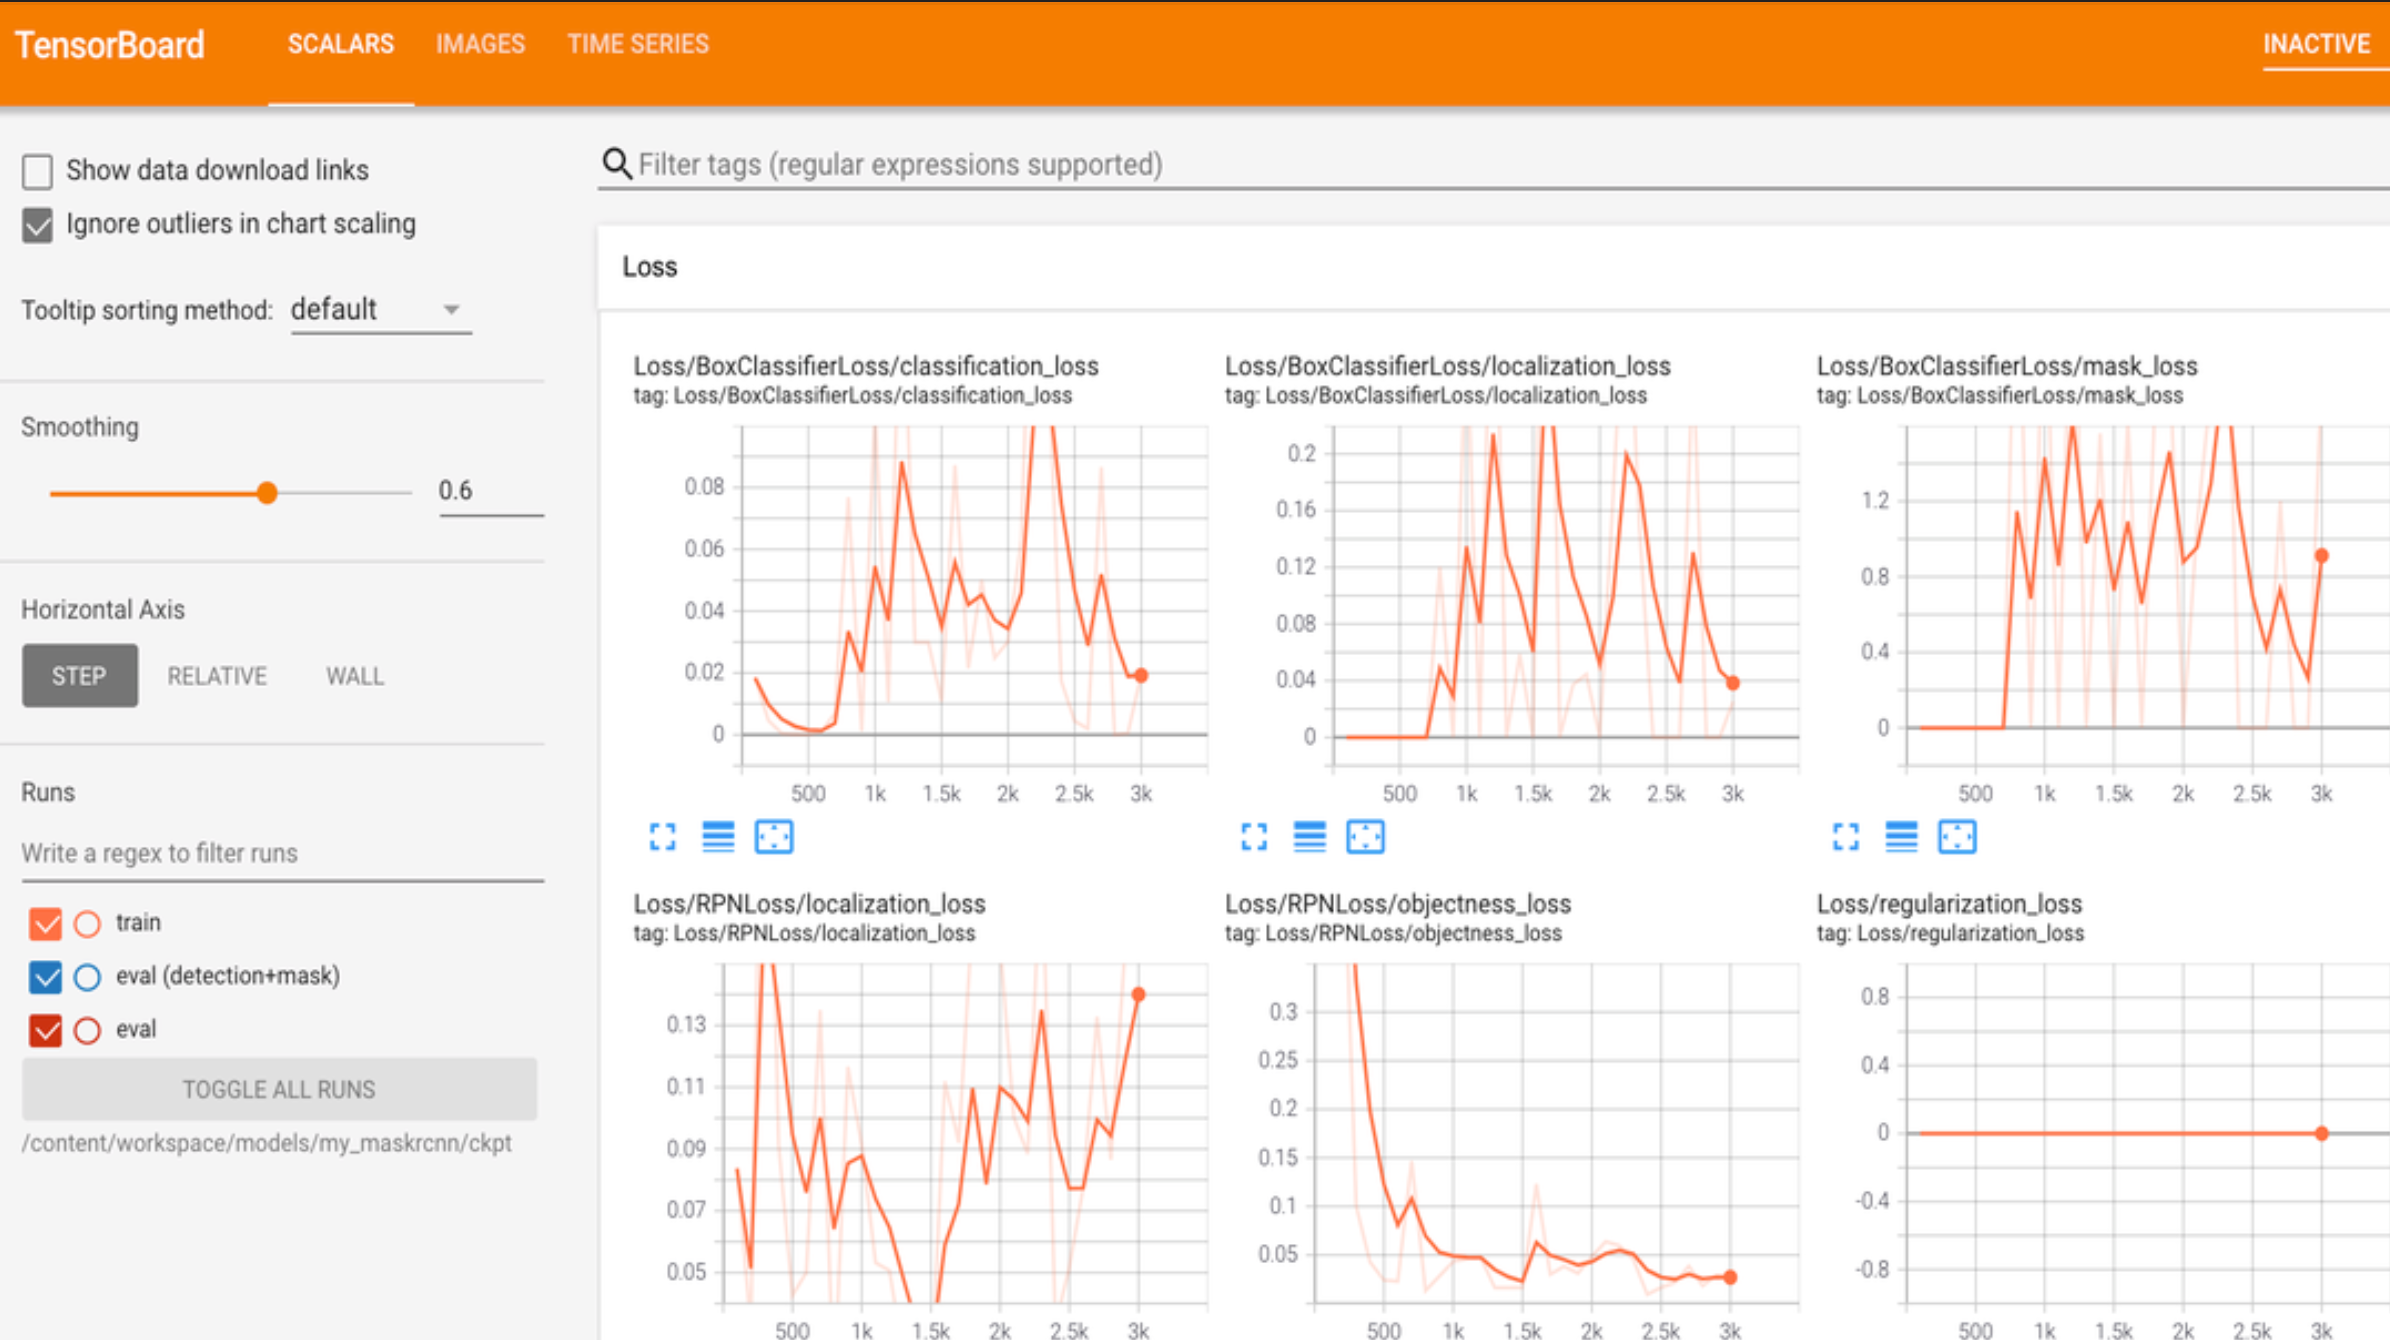 TensorBoard SCALARS IMAGES TIME SERIES INACTIVE
Show data download links
Ignore outliers in chart scaling
Tooltip sorting method: default
Smoothing
0.6
Horizontal Axis
STEP RELATIVE WALL
Runs
Write a regex to filter runs
train
eval (detection+mask)
eval
TOGGLE ALL RUNS
/content/workspace/models/my_maskrcnn/ckpt
Filter tags (regular expressions supported)
Loss
Loss/BoxClassifierLoss/classification_loss
tag: Loss/BoxClassifierLoss/classification_loss
0.08
0.06
0.04
0.02
0
500 1k 1.5k 2k 2.5k 3k
Loss/BoxClassifierLoss/localization_loss
tag: Loss/BoxClassifierLoss/localization_loss
0.2
0.16
0.12
0.08
0.04
0
500 1k 1.5k 2k 2.5k 3k
Loss/BoxClassifierLoss/mask_loss
tag: Loss/BoxClassifierLoss/mask_loss
1.2
0.8
0.4
0
500 1k 1.5k 2k 2.5k 3k
Loss/RPNLoss/localization_loss
tag: Loss/RPNLoss/localization_loss
0.13
0.11
0.09
0.07
0.05
500 1k 1.5k 2k 2.5k 3k
Loss/RPNLoss/objectness_loss
tag: Loss/RPNLoss/objectness_loss
0.3
0.25
0.2
0.15
0.1
0.05
500 1k 1.5k 2k 2.5k 3k
Loss/regularization_loss
tag: Loss/regularization_loss
0.8
0.4
0
-0.4
-0.8
500 1k 1.5k 2k 2.5k 3k